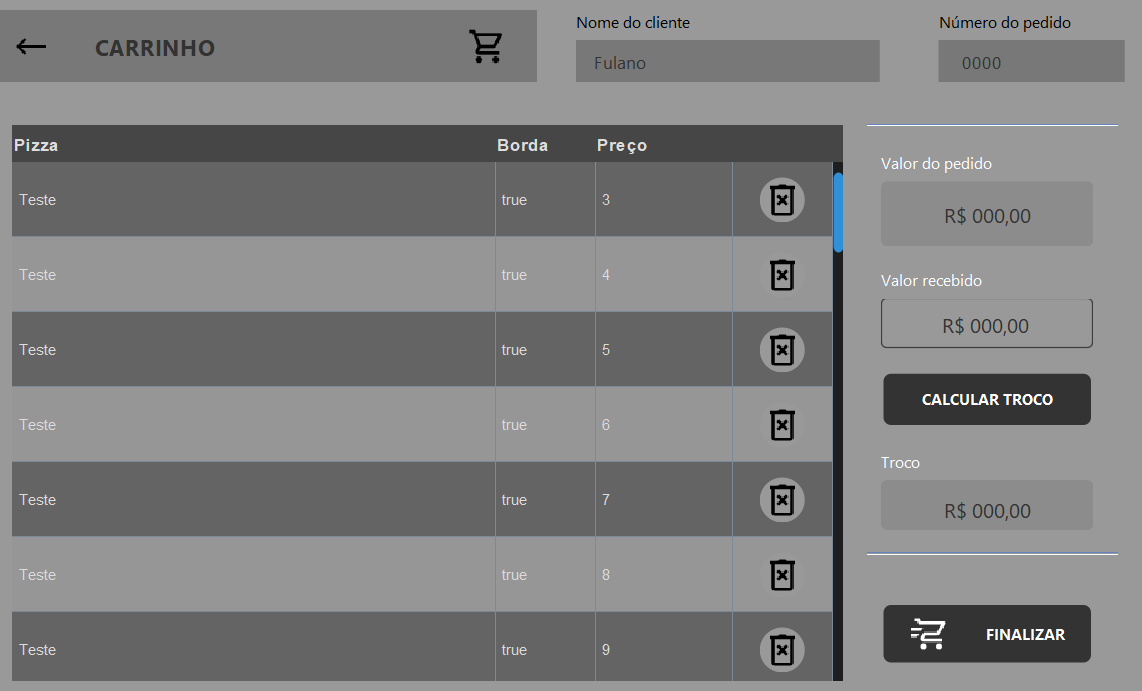 CARRINHO
Nome do cliente
Número do pedido
Fulano
0000
Pizza Borda Preço
Teste true 3
Teste true 4
Teste true 5
Teste true 6
Teste true 7
Teste true 8
Teste true 9
Valor do pedido
R$ 000,00
Valor recebido
R$ 000,00
CALCULAR TROCO
Troco
R$ 000,00
FINALIZAR